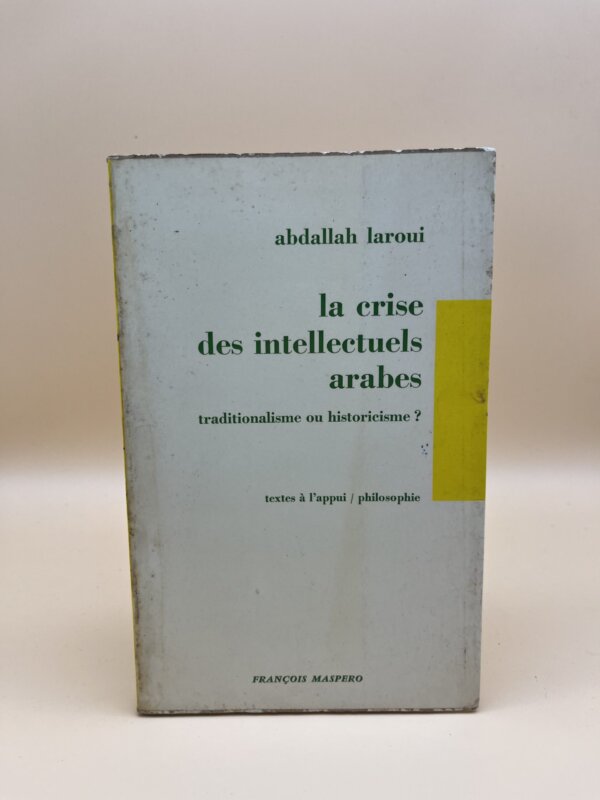 abdallah laroui
la crise
des intellectuels
arabes
traditionalisme ou historicisme ?
textes à l'appui / philosophie
FRANÇOIS MASPERO